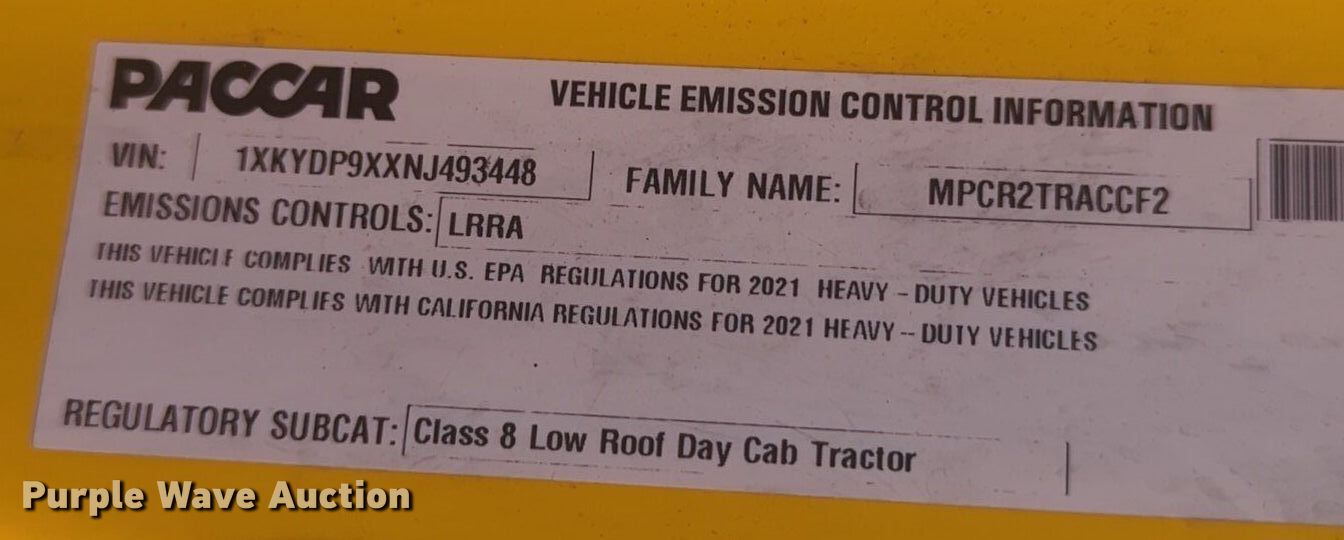 PACCAR
VEHICLE EMISSION CONTROL INFORMATION
VIN: 1XKYDP9XXNJ493448
FAMILY NAME: MPCR2TRACCF2
EMISSIONS CONTROLS: LRRA
THIS VEHICLE COMPLIES WITH U.S. EPA REGULATIONS FOR 2021 HEAVY - DUTY VEHICLES
THIS VEHICLE COMPLIES WITH CALIFORNIA REGULATIONS FOR 2021 HEAVY -- DUTY VEHICLES
REGULATORY SUBCAT: Class 8 Low Roof Day Cab Tractor
Purple Wave Auction